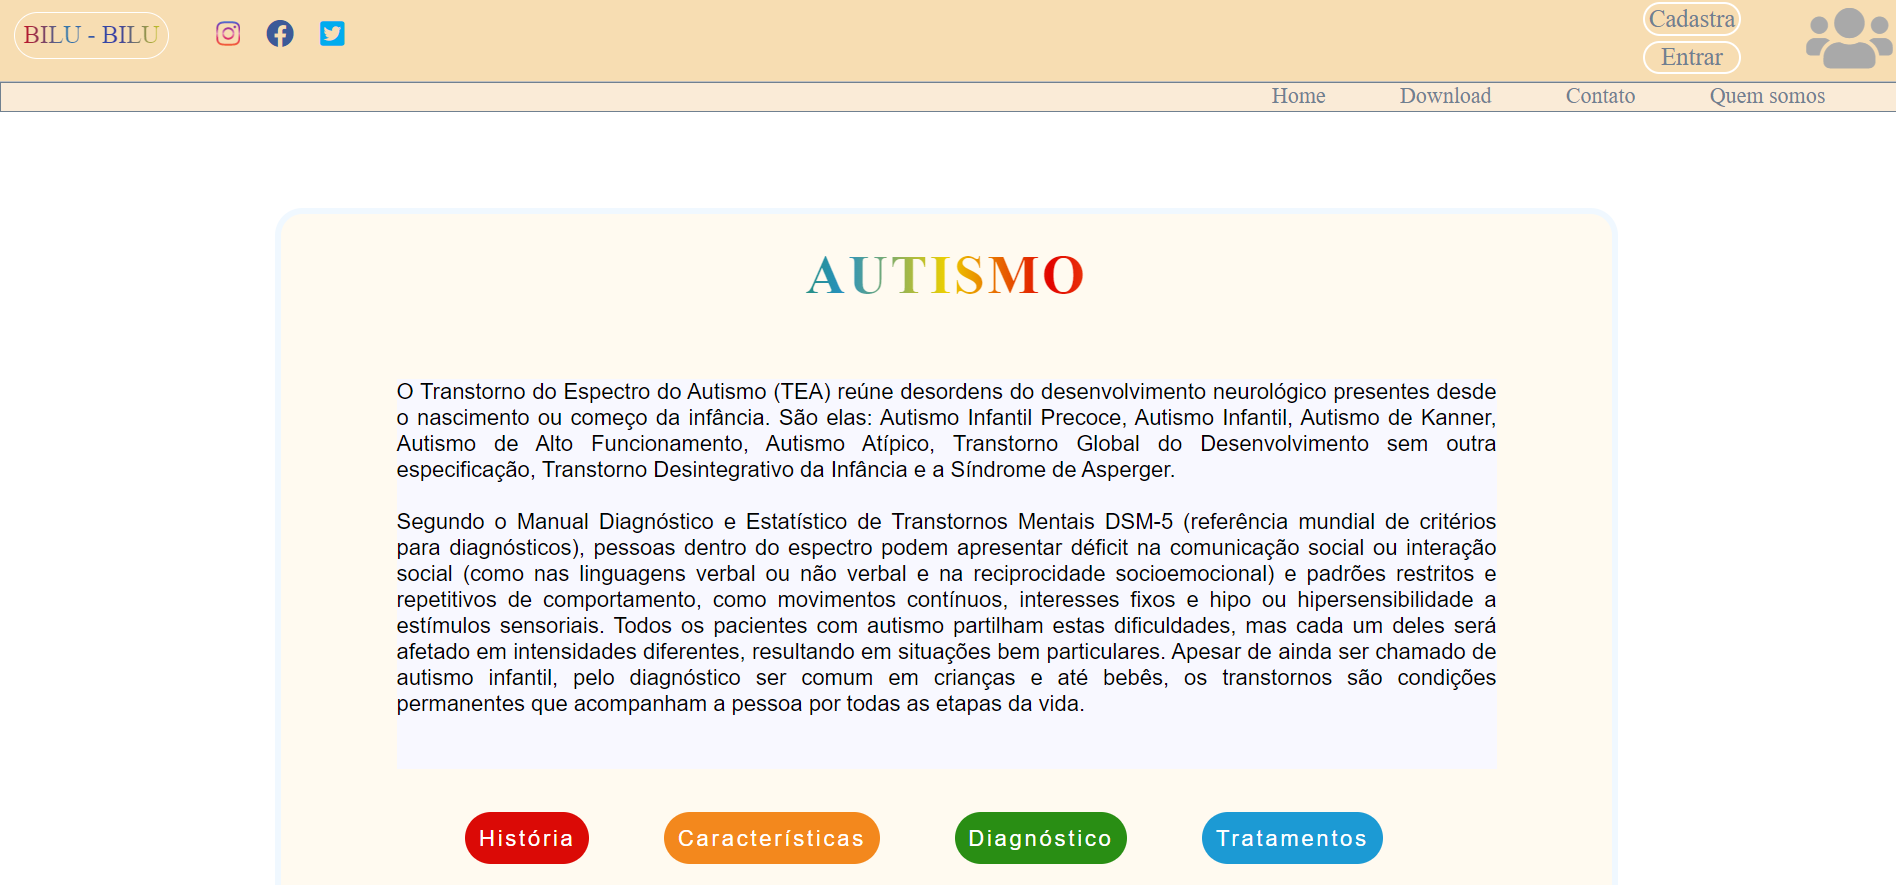 BILU - BILU
Cadastra
Entrar
Home Download Contato Quem somos
AUTISMO
O Transtorno do Espectro do Autismo (TEA) reúne desordens do desenvolvimento neurológico presentes desde
o nascimento ou começo da infância. São elas: Autismo Infantil Precoce, Autismo Infantil, Autismo de Kanner,
Autismo de Alto Funcionamento, Autismo Atípico, Transtorno Global do Desenvolvimento sem outra
especificação, Transtorno Desintegrativo da Infância e a Síndrome de Asperger.
Segundo o Manual Diagnóstico e Estatístico de Transtornos Mentais DSM-5 (referência mundial de critérios
para diagnósticos), pessoas dentro do espectro podem apresentar déficit na comunicação social ou interação
social (como nas linguagens verbal ou não verbal e na reciprocidade socioemocional) e padrões restritos e
repetitivos de comportamento, como movimentos contínuos, interesses fixos e hipo ou hipersensibilidade a
estímulos sensoriais. Todos os pacientes com autismo partilham estas dificuldades, mas cada um deles será
afetado em intensidades diferentes, resultando em situações bem particulares. Apesar de ainda ser chamado de
autismo infantil, pelo diagnóstico ser comum em crianças e até bebês, os transtornos são condições
permanentes que acompanham a pessoa por todas as etapas da vida.
História Características Diagnóstico Tratamentos